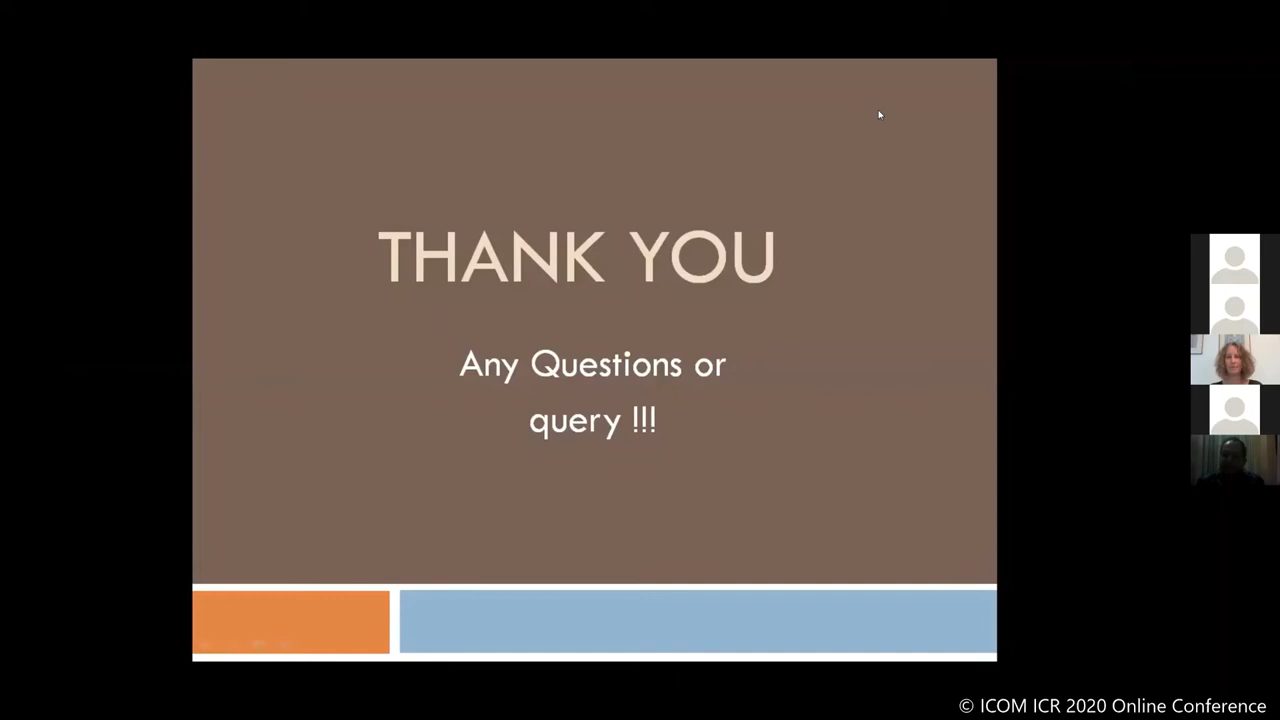 THANK YOU
Any Questions or
query !!!
© ICOM ICR 2020 Online Conference